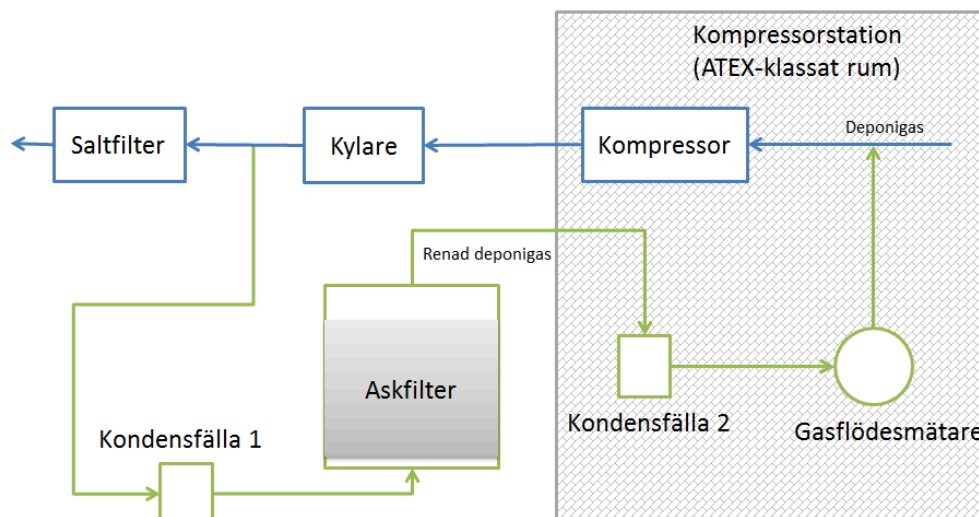 Kompressorstation
(ATEX-klassat rum)
Deponigas
Saltfilter
Kylare
Kompressor
Renad deponigas
Askfilter
Kondensfälla 2
Gasflödesmätare
Kondensfälla 1